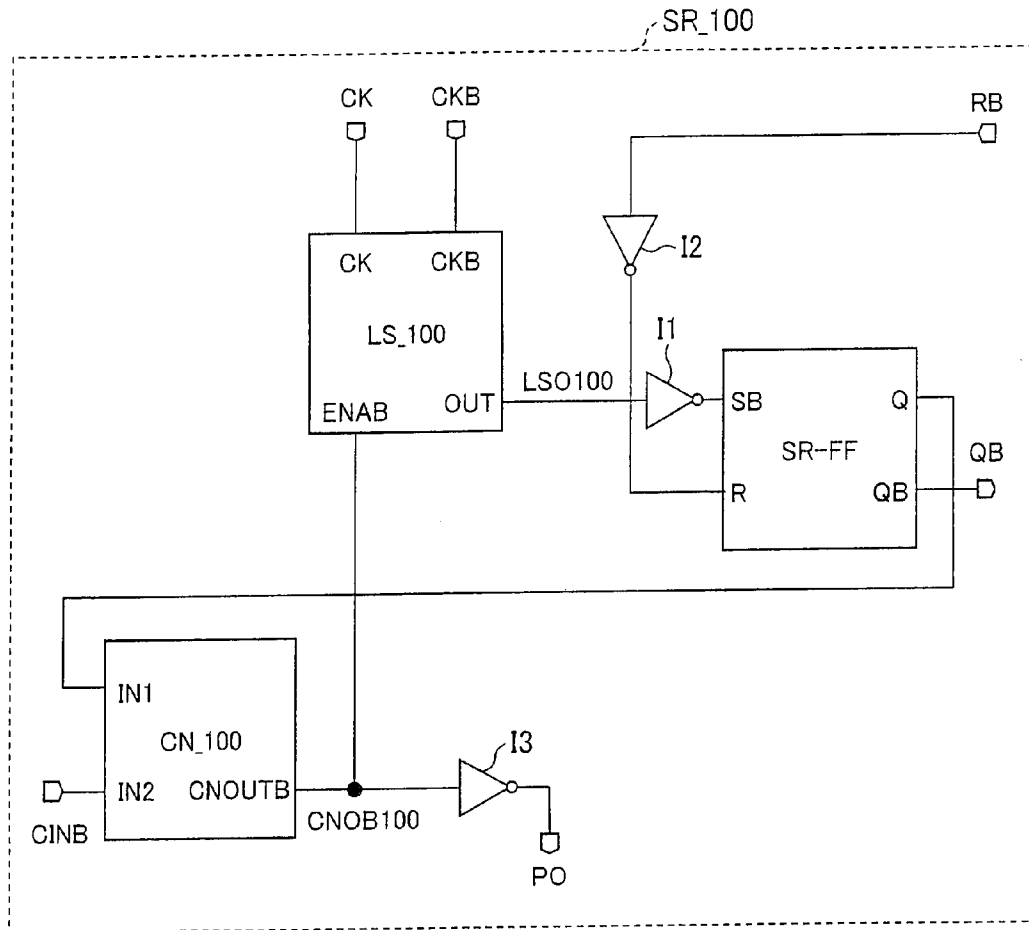 SR_100
CK
CKB
RB
CK
CKB
I2
LS_100
I1
LSO100
OUT
ENAB
SB
Q
SR-FF
QB
R
QB
IN1
CN_100
I3
IN2
CNOUTB
CINB
CNOB100
PO